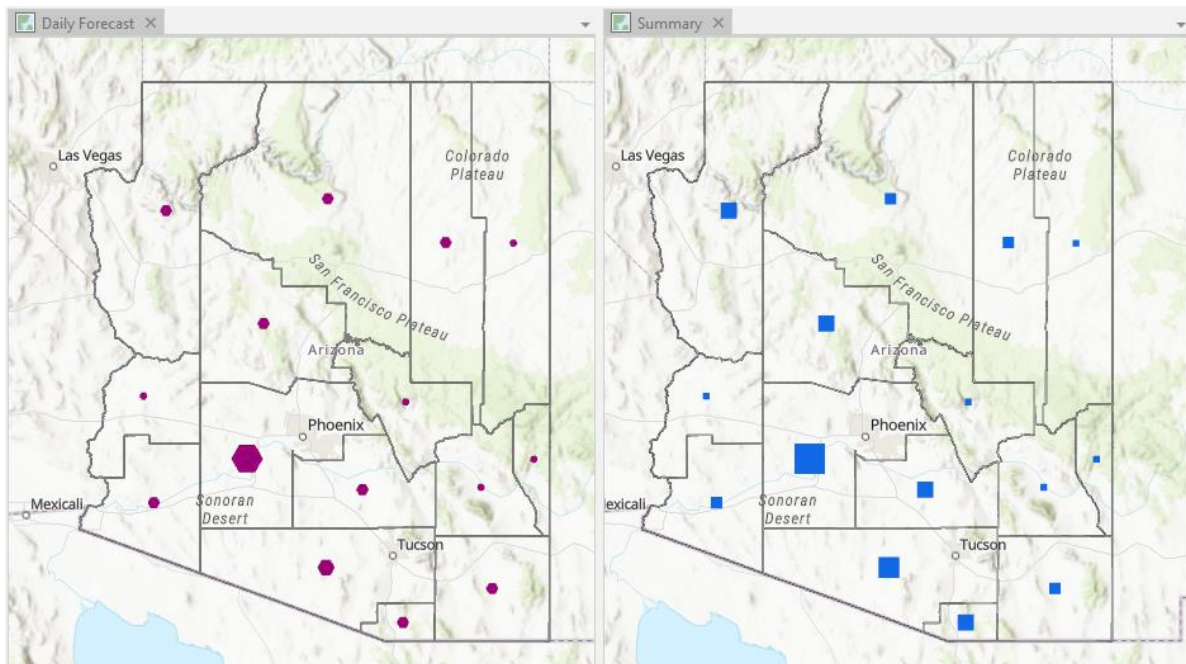 Daily Forecast
Las Vegas
Colorado
Plateau
San Francisco Plateau
Arizona
Phoenix
Mexicali
Sonoran
Desert
Tucson
Summary
Las Vegas
Colorado
Plateau
San Francisco Plateau
Arizona
Phoenix
exicali
Sonoran
Desert
Tucson